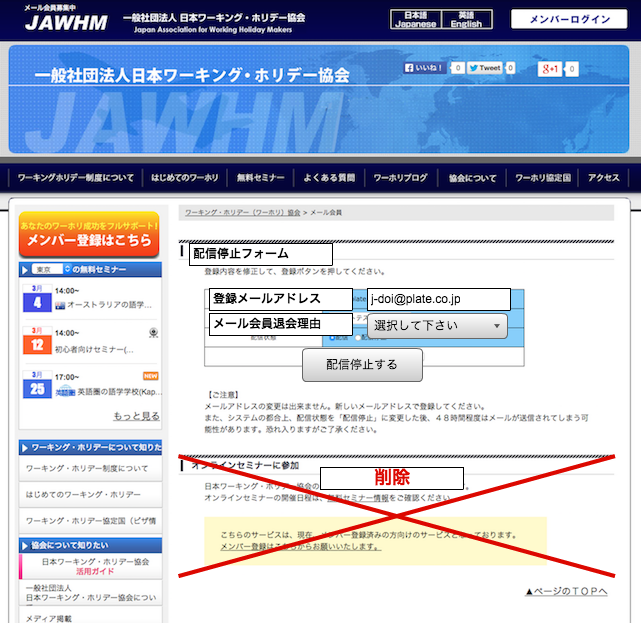 メール会員募集中
JAWHM
一般社団法人 日本ワーキング・ホリデー協会
Japan Association for Working Holiday Makers
日本語
Japanese
英語
English
メンバーログイン
一般社団法人日本ワーキング・ホリデー協会
JAWHM
いいね!
0
Tweet
0
g+1
0
ワーキングホリデー制度について
はじめてのワーホリ
無料セミナー
よくある質問
ワーホリブログ
協会について
ワーホリ協定国
アクセス
あなたのワーホリ成功をフルサポート!
メンバー登録はこちら
東京 の無料セミナー
3月
4
14:00~
オーストラリアの語学…
3月
12
14:00~
初心者向けセミナー(…
3月
25
17:00~
NEW
英語圏の語学学校(Kap…
もっと見る
ワーキング・ホリデーについて知りた
ワーキング・ホリデー制度について
はじめてのワーキング・ホリデー
ワーキング・ホリデー協定国(ビザ情
協会について知りたい
日本ワーキング・ホリデー協会
活用ガイド
一般社団法人
日本ワーキング・ホリデー協会につい
メディア掲載
ワーキング・ホリデー(ワーホリ)協会 > メール会員
配信停止フォーム
登録内容を修正して、登録ボタンを押してください。
登録メールアドレス
j-doi@plate.co.jp
メール会員退会理由
選択して下さい
配信状態
配信
配信停止する
【ご注意】
メールアドレスの変更は出来ません。新しいメールアドレスで登録してください。
また、システムの都合上、配信状態を「配信停止」に変更した後、48時間程度はメールが送信されてしまう可
能性があります。恐れ入りますがご了承ください。
オンラインセミナーに参加
削除
日本ワーキング・ホリデー協会の
オンラインセミナーの開催日程は、無料セミナー情報をご確認ください。
こちらのサービスは、現在、メンバー登録済みの方向けのサービスとなっております。
メンバー登録はこちらからお願いいたします。
▲ページのTOPへ